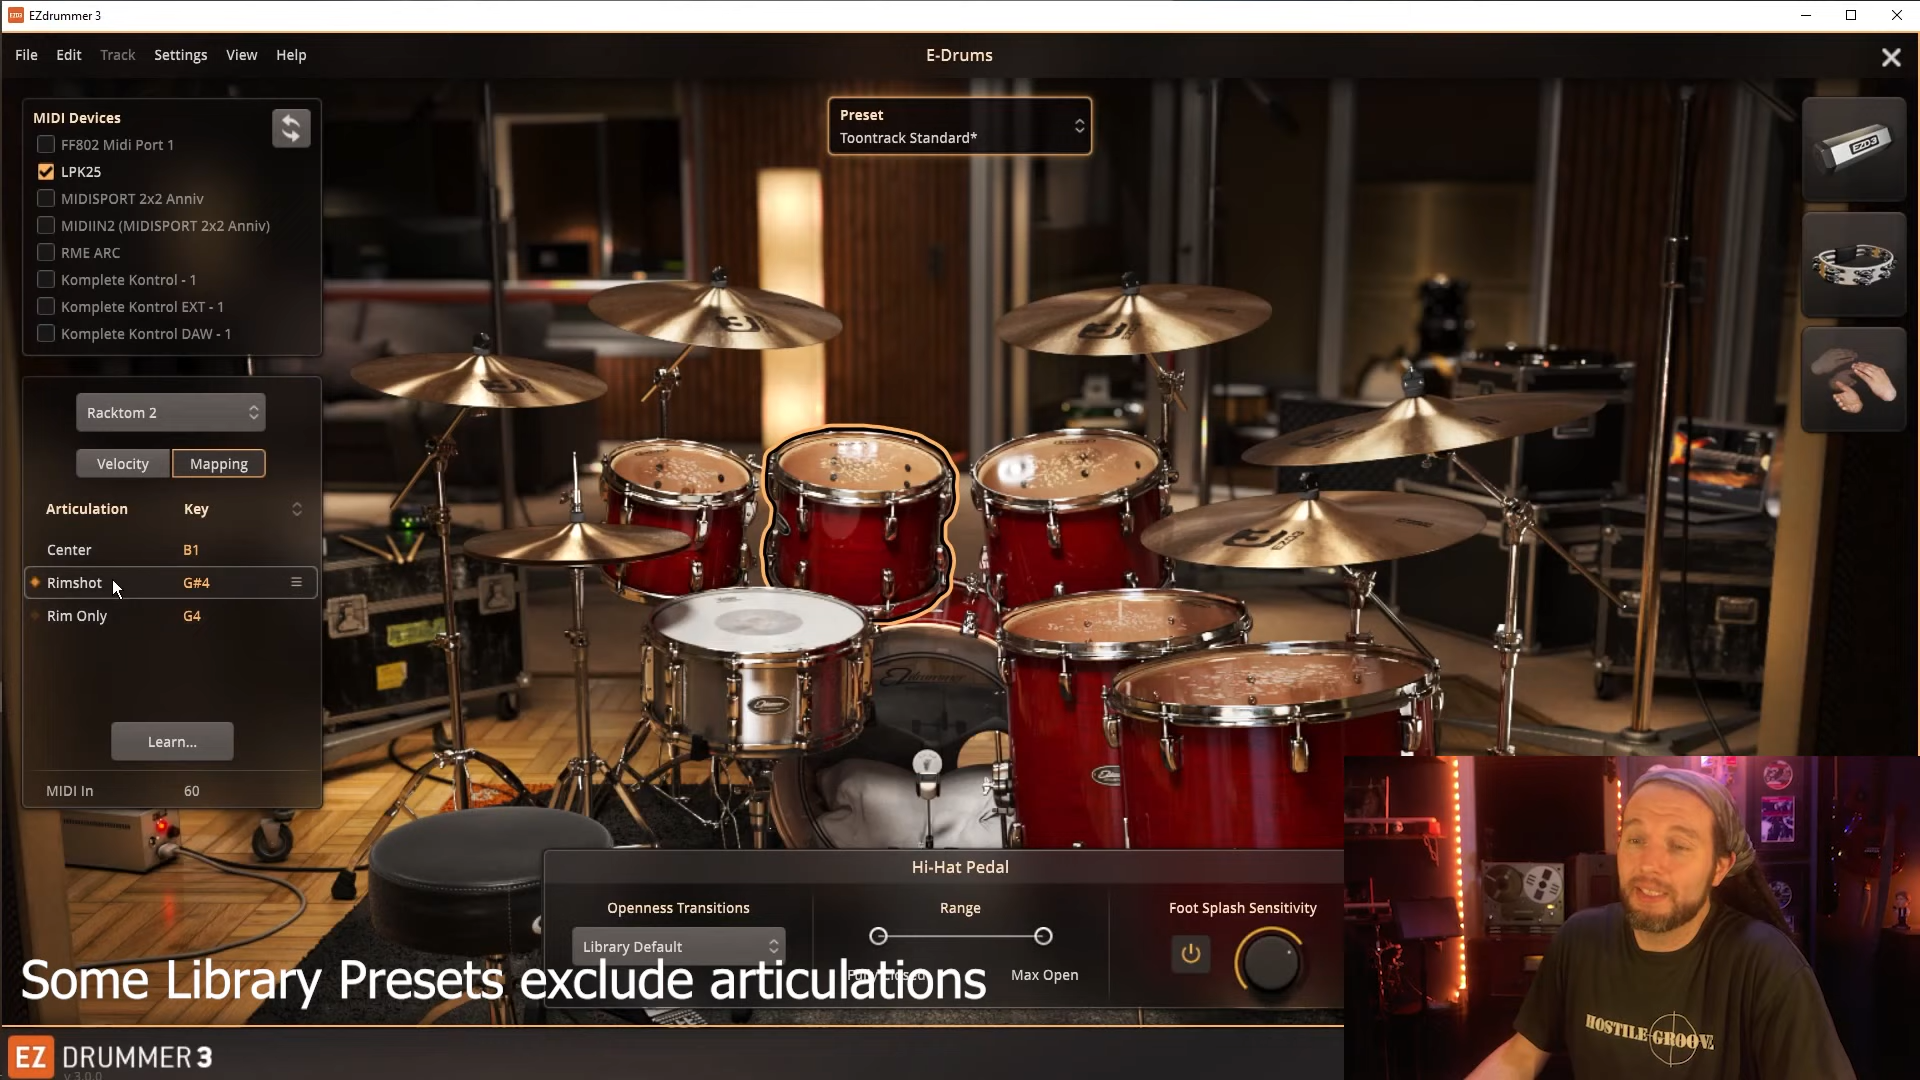 EZdrummer 3
File Edit Track Settings View Help
E-Drums
MIDI Devices
FF802 Midi Port 1
LPK25
MIDISPORT 2x2 Anniv
MIDIIN2 (MIDISPORT 2x2 Anniv)
RME ARC
Komplete Kontrol - 1
Komplete Kontrol EXT - 1
Komplete Kontrol DAW - 1
Preset
Toontrack Standard*
EZD3
Racktom 2
Velocity Mapping
Articulation Key
Center B1
Rimshot G#4
Rim Only G4
Learn...
MIDI In 60
Hi-Hat Pedal
Openness Transitions Range Foot Splash Sensitivity
Library Default
Max Open
Some Library Presets exclude articulations
EZ DRUMMER 3
v 3.0.0
HOSTILE GROOVE